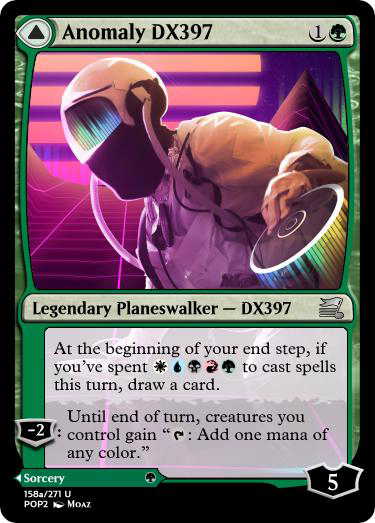 Anomaly DX397 1
Legendary Planeswalker — DX397
At the beginning of your end step, if
you've spent to cast spells
this turn, draw a card.
-2: Until end of turn, creatures you
control gain “: Add one mana of
any color.”
5
Sorcery
158a/271 U
POP2 Moaz